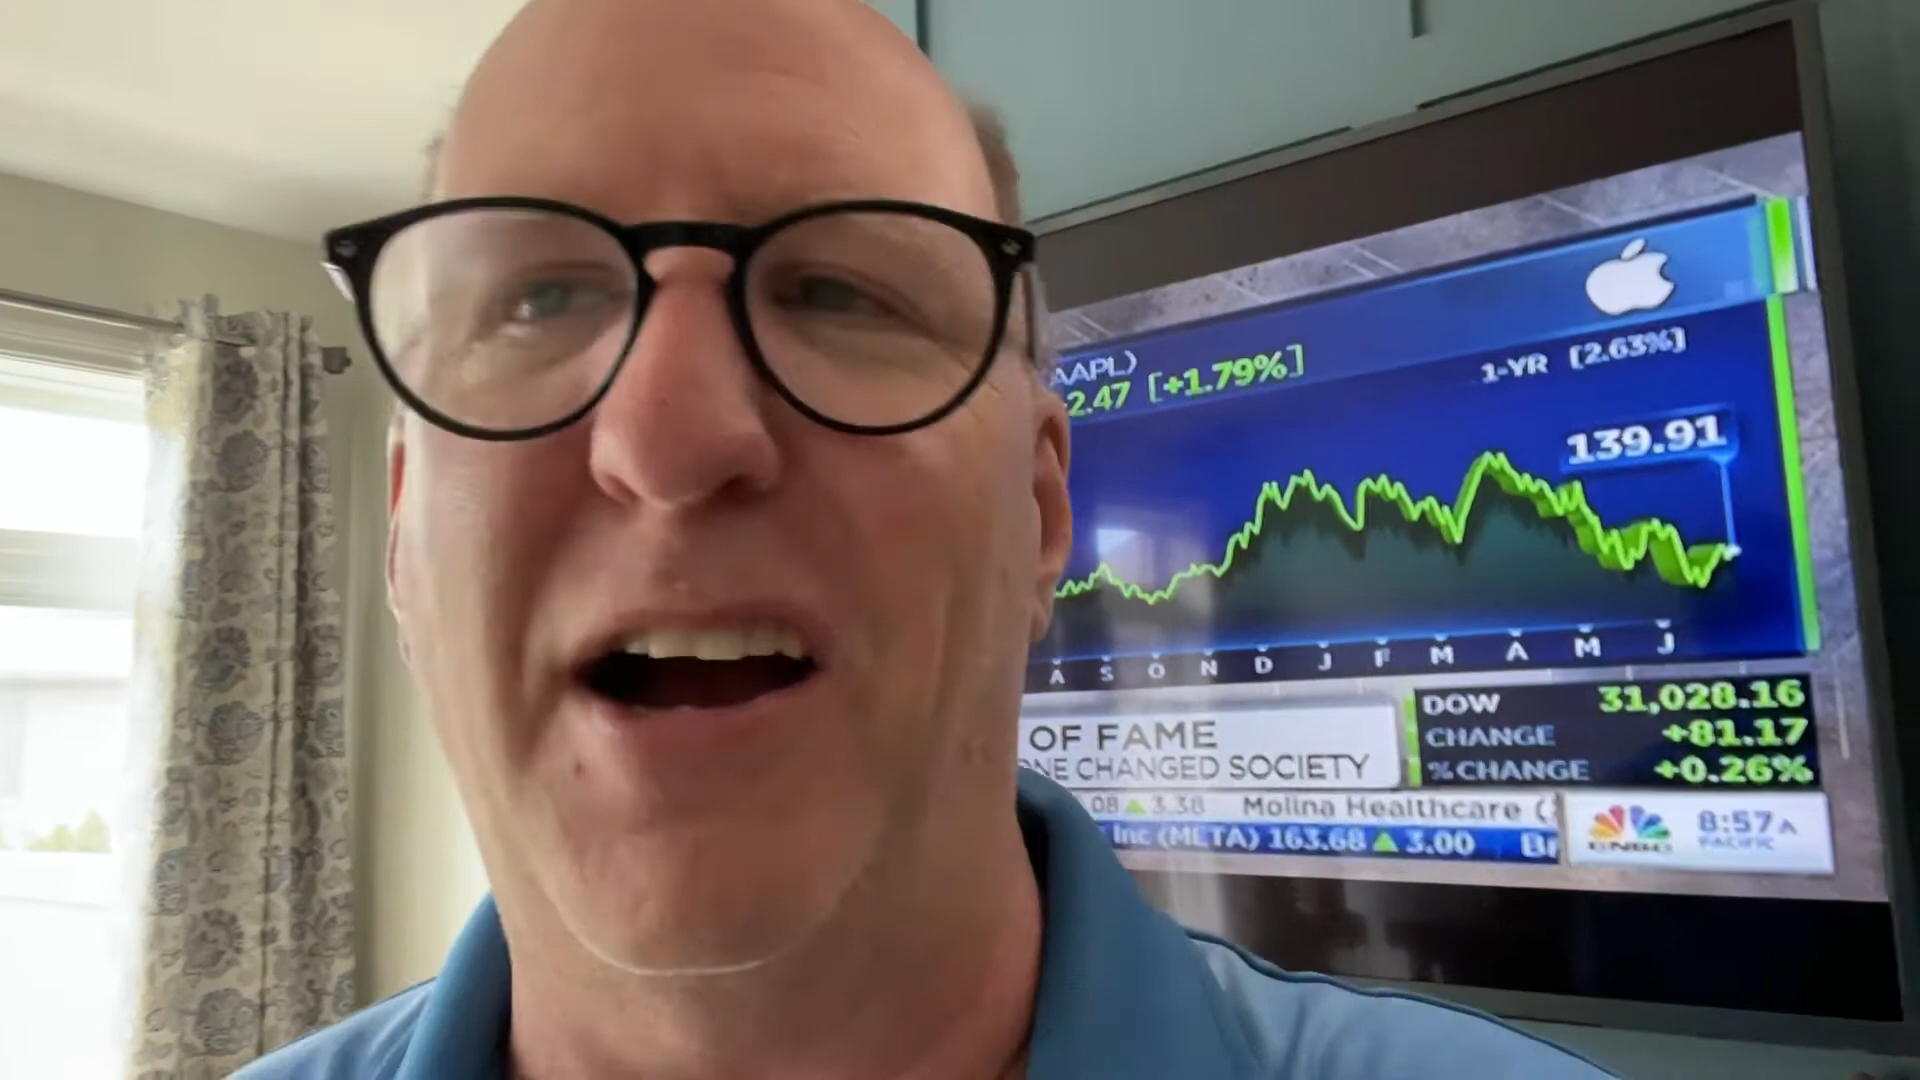 AAPL)
2.47 [+1.79%]
1-YR [2.63%]
139.91
A S O N D J F M A M J
OF FAME
ONE CHANGED SOCIETY
DOW 31,028.16
CHANGE +81.17
% CHANGE +0.26%
08 ▲ 3.38 Molina Healthcare (
Inc (META) 163.68 ▲ 3.00 Br
CNBC
8:57 A
PACIFIC